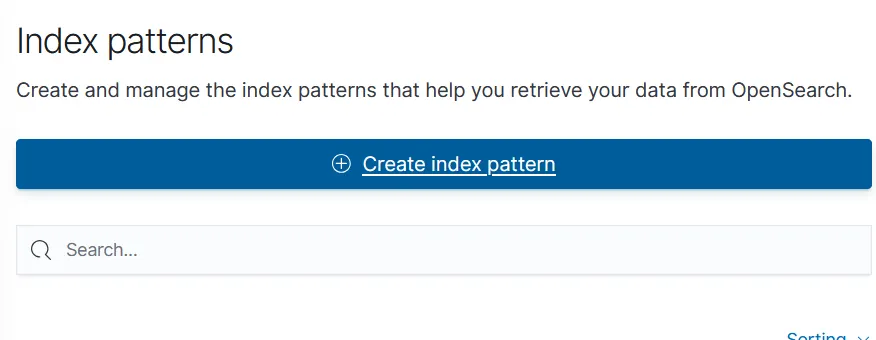 Index patterns
Create and manage the index patterns that help you retrieve your data from OpenSearch.
Create index pattern
Search...
Sorting